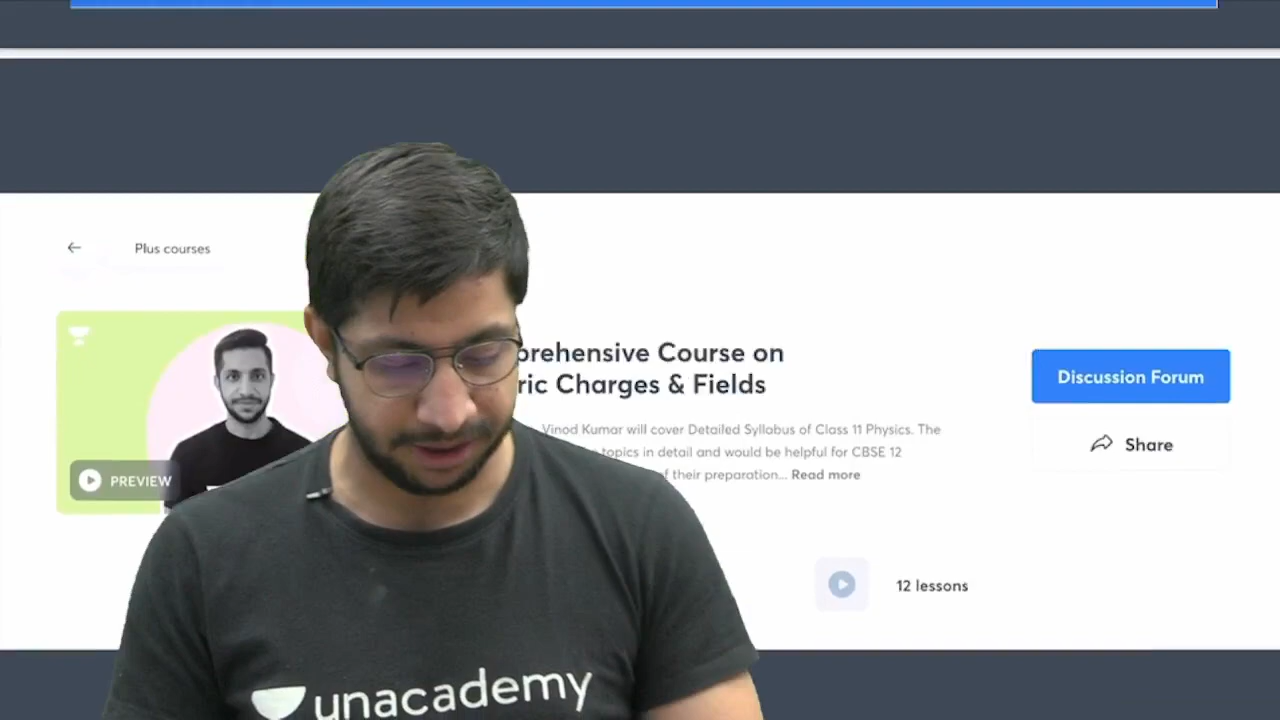 Plus courses
prehensive Course on
ric Charges & Fields
Discussion Forum
Vinod Kumar will cover Detailed Syllabus of Class 11 Physics. The
topics in detail and would be helpful for CBSE 12
of their preparation... Read more
Share
PREVIEW
12 lessons
unacademy